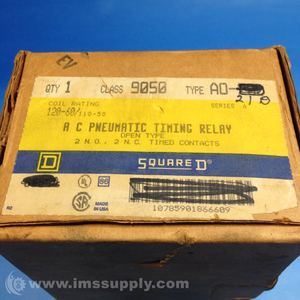 EV
QTY 1 CLASS 9050 TYPE AO-
210
COIL RATING SERIES A
120-60/110-50
A C PNEUMATIC TIMING RELAY
OPEN TYPE
2 N.O., 2 N.C. TIMED CONTACTS
D SQUARE D
MADE IN USA
10785901866609
© www.imssupply.com